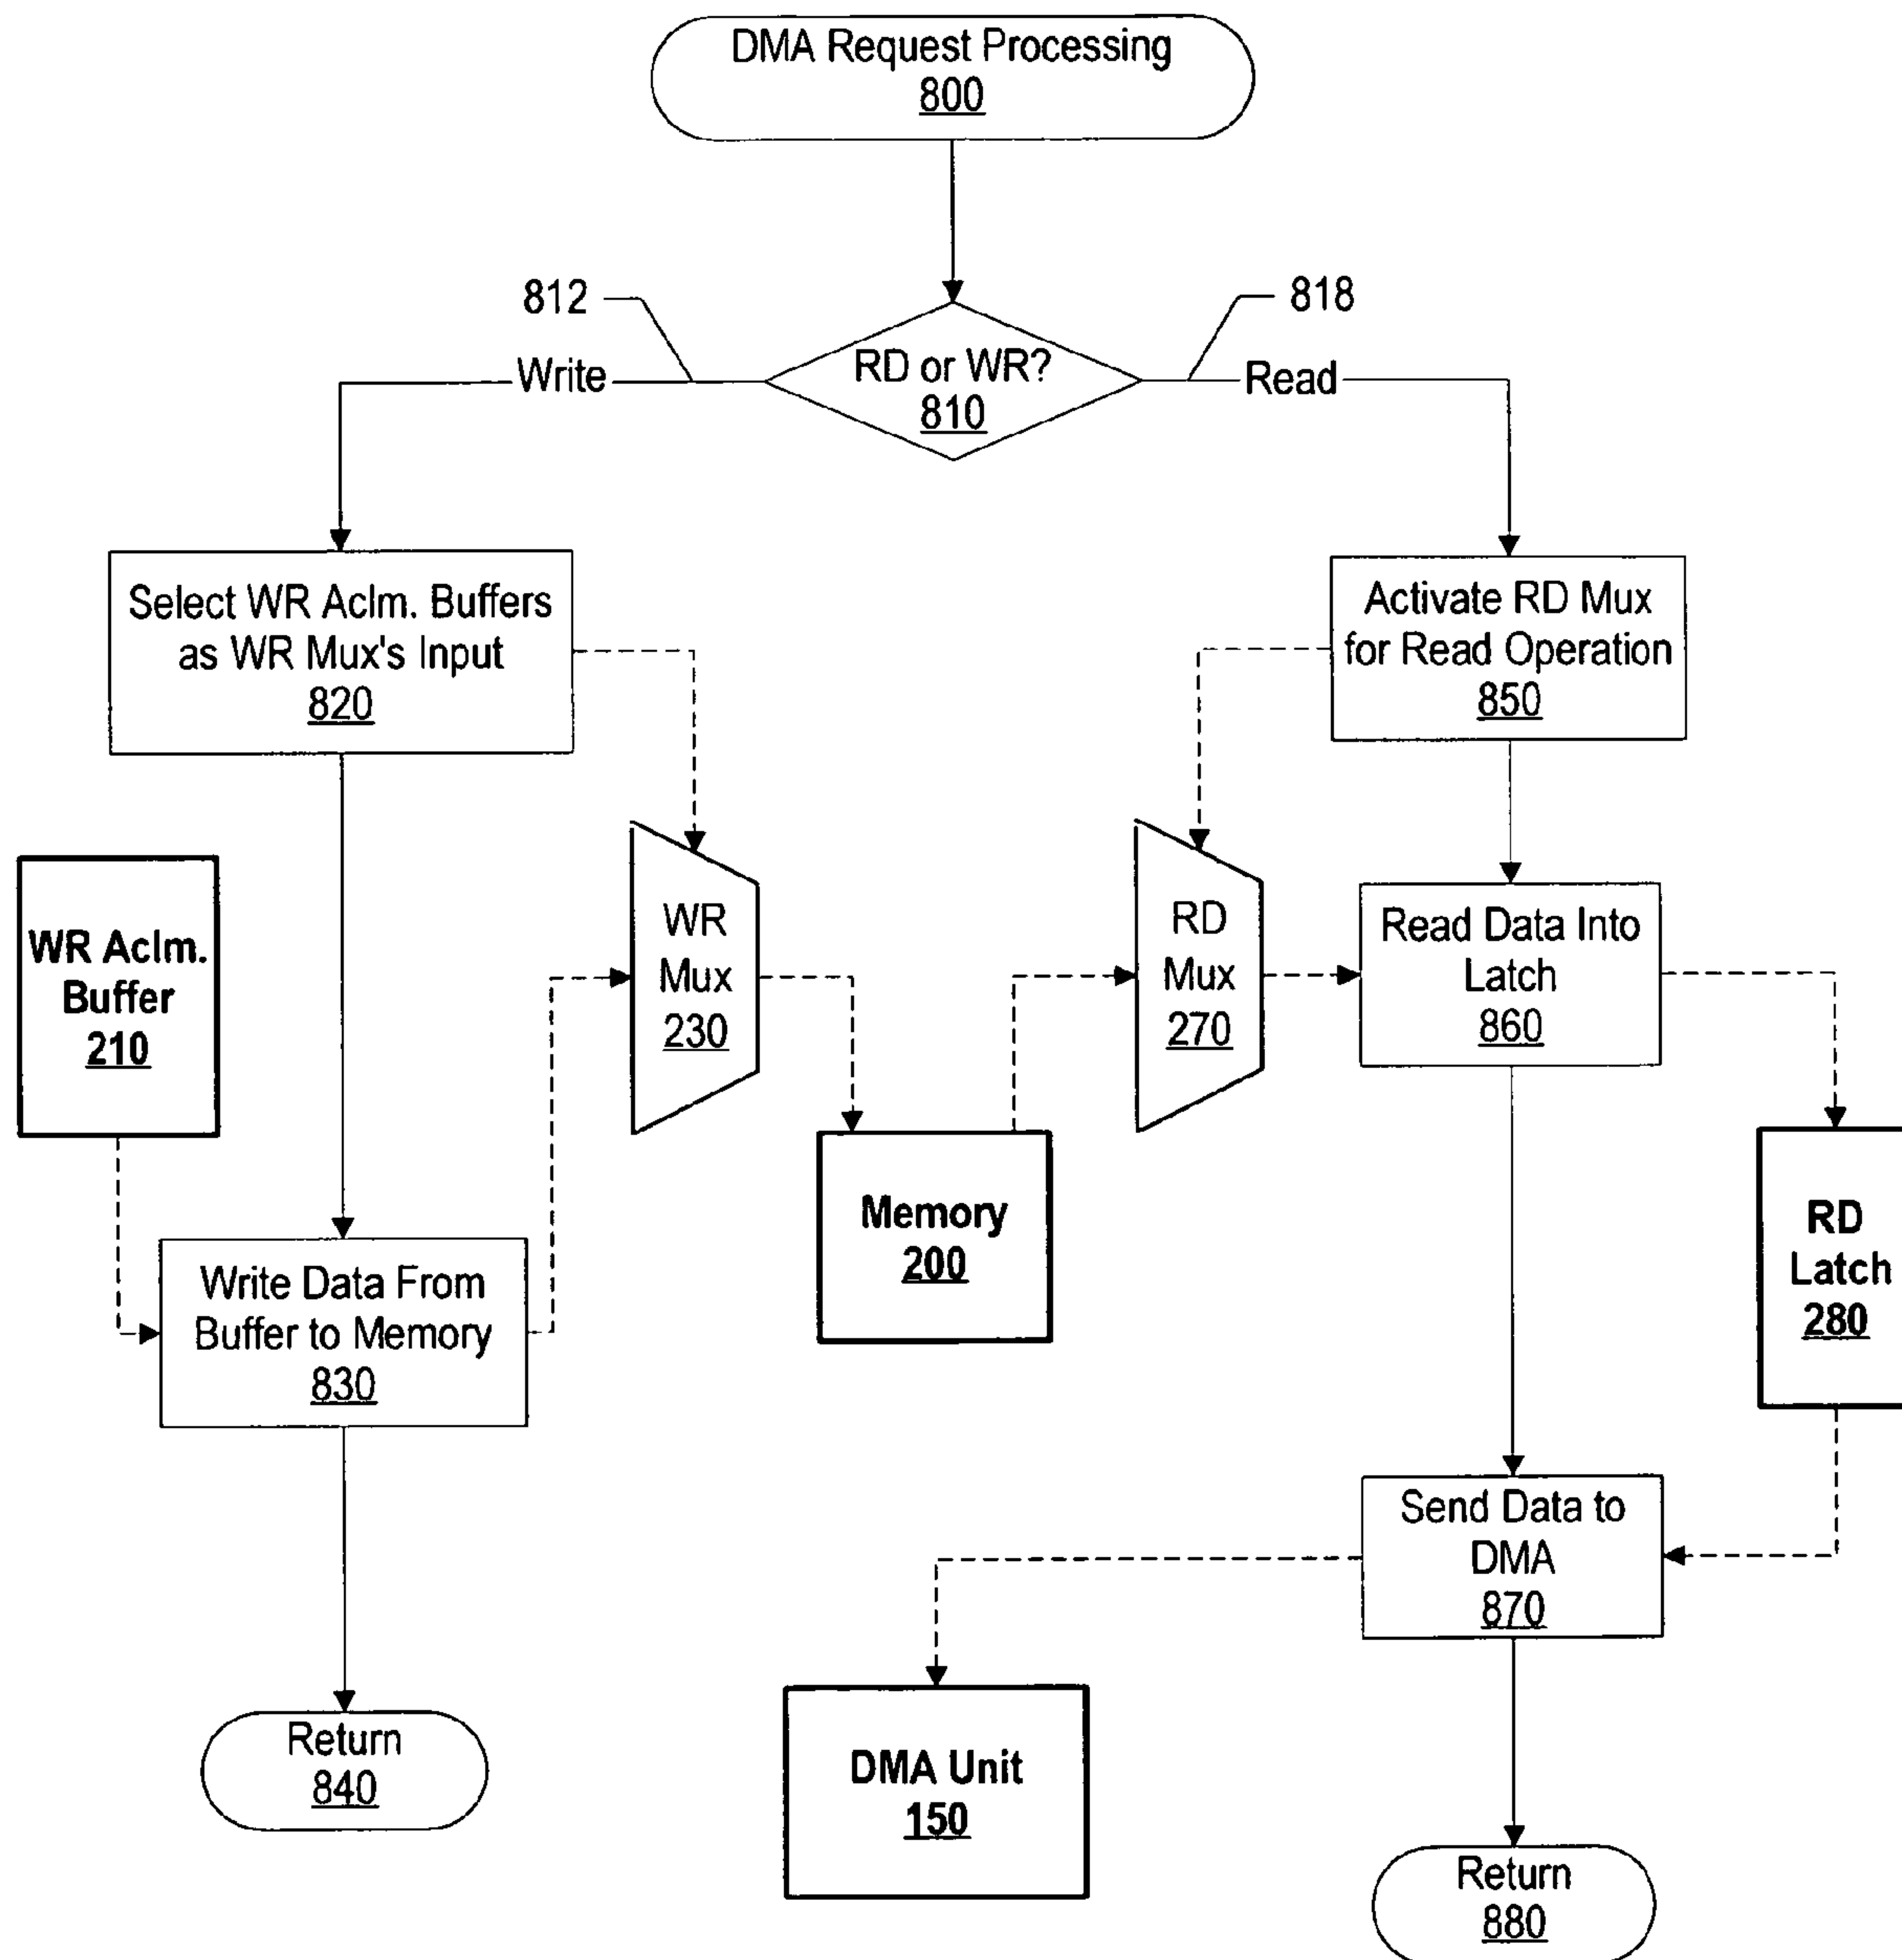 DMA Request Processing
800
812
818
Write
RD or WR?
810
Read
Select WR Aclm. Buffers
as WR Mux's Input
820
Activate RD Mux
for Read Operation
850
WR Aclm.
Buffer
210
WR
Mux
230
RD
Mux
270
Read Data Into
Latch
860
Memory
200
RD
Latch
280
Write Data From
Buffer to Memory
830
Send Data to
DMA
870
Return
840
DMA Unit
150
Return
880